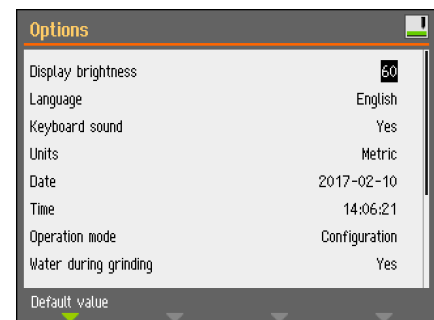 Options
Display brightness 60
Language English
Keyboard sound Yes
Units Metric
Date 2017-02-10
Time 14:06:21
Operation mode Configuration
Water during grinding Yes
Default value